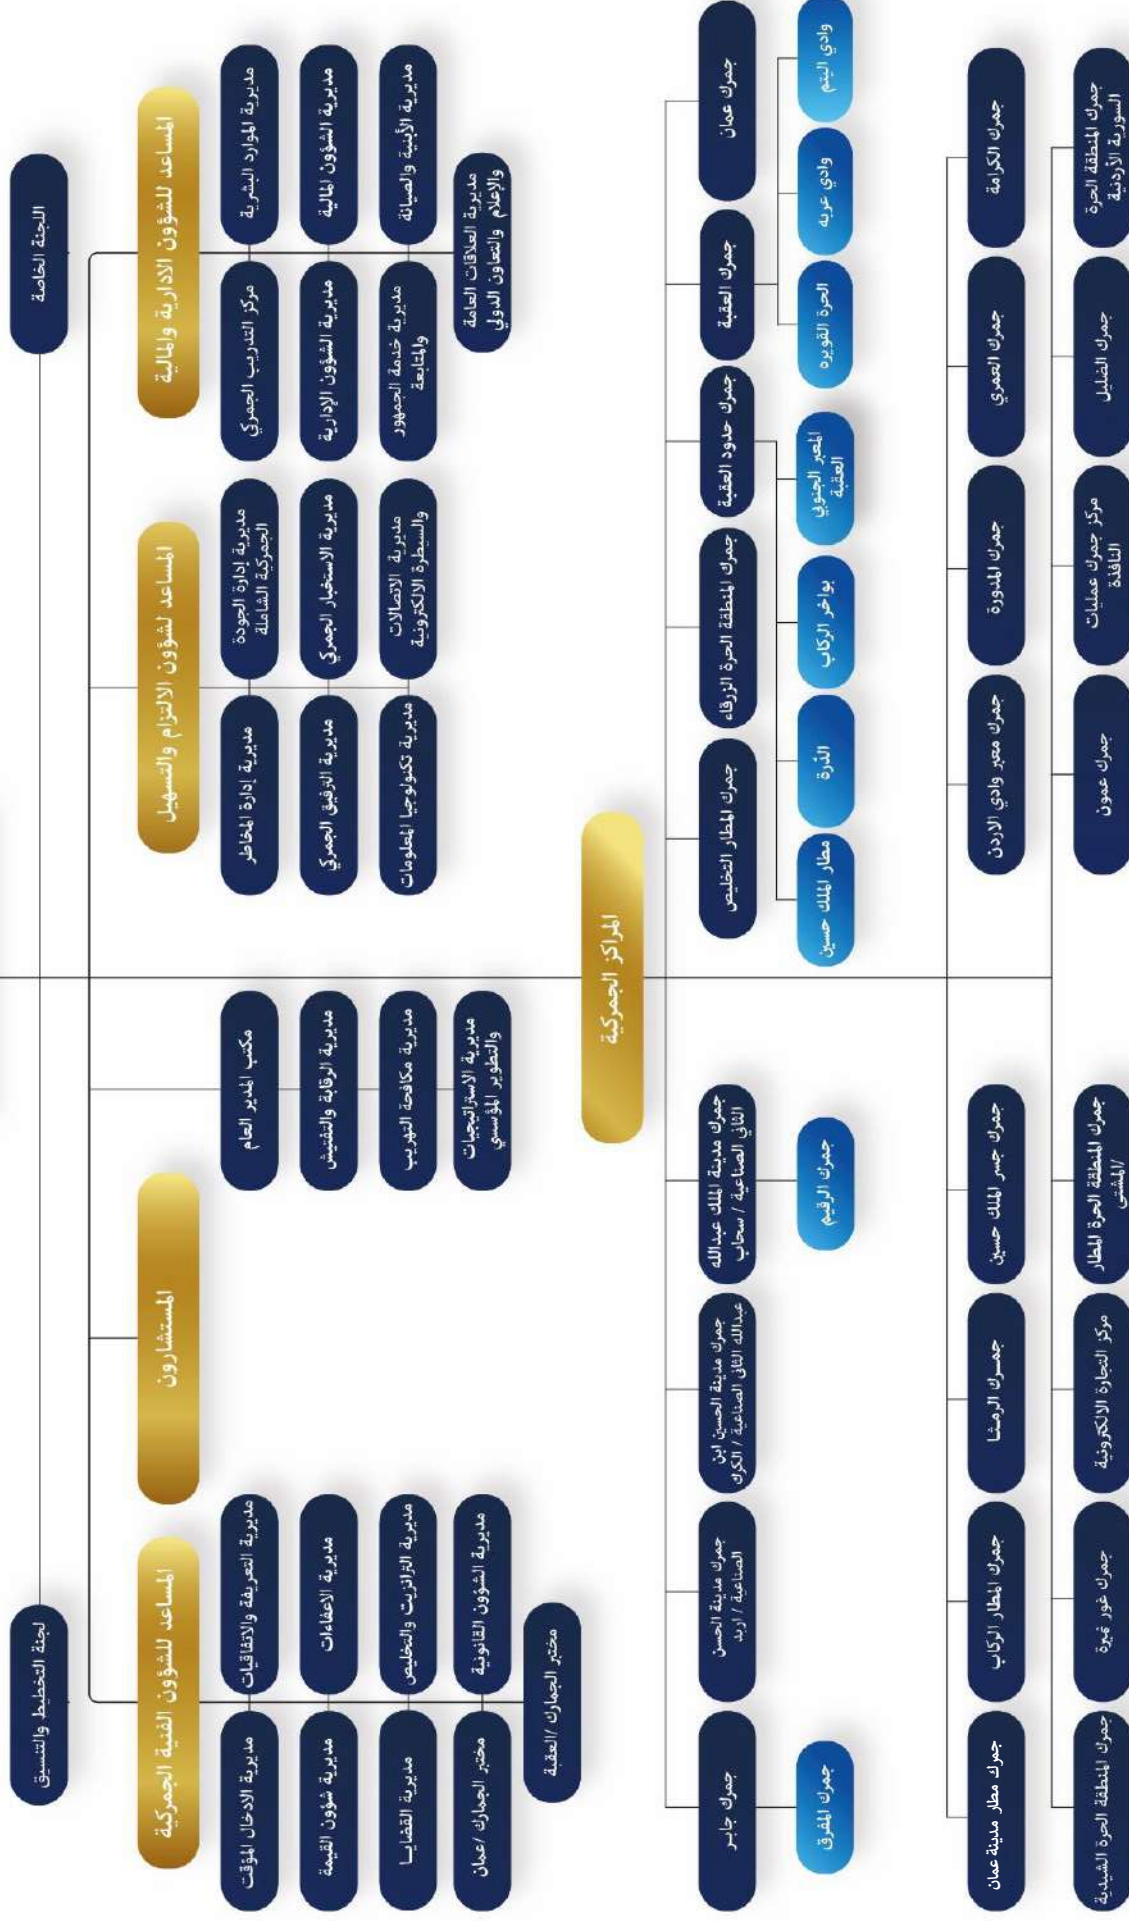 اللجنة الخاصة
لجنة التخطيط والتنسيق
المساعد للشؤون الادارية والمالية
المساعد لشؤون الالتزام والتسهيل
المستشارون
المساعد للشؤون الفنية الجمركية
مديرية الموارد البشرية
مركز التدريب الجمركي
مديرية الشؤون المالية
مديرية الشؤون الإدارية
مديرية الأبنية والصيانة
مديرية خدمة الجمهور
والمتابعة
مديرية العلاقات العامة
والإعلام والتعاون الدولي
مديرية إدارة الجودة
الجمركية الشاملة
مديرية إدارة المخاطر
مديرية الاستخبار الجمركي
مديرية الترفيق الجمركي
مديرية الاتصالات
والسيطرة الالكترونية
مديرية تكنولوجيا المعلومات
مكتب المدير العام
مديرية الرقابة والتفتيش
مديرية مكافحة التهريب
مديرية الاستراتيجيات
والتطوير المؤسسي
مديرية التعريفة والاتفاقيات
مديرية الادخال المؤقت
مديرية الاعفاءات
مديرية شؤون القيمة
مديرية الترانزيت والتخليص
مديرية القضايــا
مديرية الشؤون القانونية
مختبر الجمارك /عمان
مختبر الجمارك /العقبة
المراكز الجمركية
جمرك عمان
جمرك العقبة
جمرك حدود العقبة
جمرك المنطقة الحرة الزرقاء
جمرك المطار التخليص
جمرك مدينة الملك عبدالله
الثاني الصناعية / سحاب
جمرك مدينة الحسين ابن
عبدالله الثاني الصناعية / الكرك
جمرك مدينة الحسن
الصناعية / اربد
جمرك جابـر
وادي اليتم
وادي عربه
الحرة القويره
المعبر الجنوبي
العقبة
بواخر الركاب
الدرة
مطار الملك حسين
جمرك الرقيم
جمرك المفرق
جمرك الكرامة
جمرك العمري
جمرك المدورة
جمرك معبر وادي الاردن
جمرك جسر الملك حسين
جمــرك الرمـثـا
جمرك المطار الركاب
جمرك مطار مدينة عمان
جمرك المنطقة الحرة
السورية الأردنية
جمرك الضليل
مركز جمرك عمليات
النافذة
جمرك عمون
جمرك المنطقة الحرة المطار
/المشتى
مركز التجارة الالكترونية
جمرك غور نميرة
جمرك المنطقة الحرة الشيدية